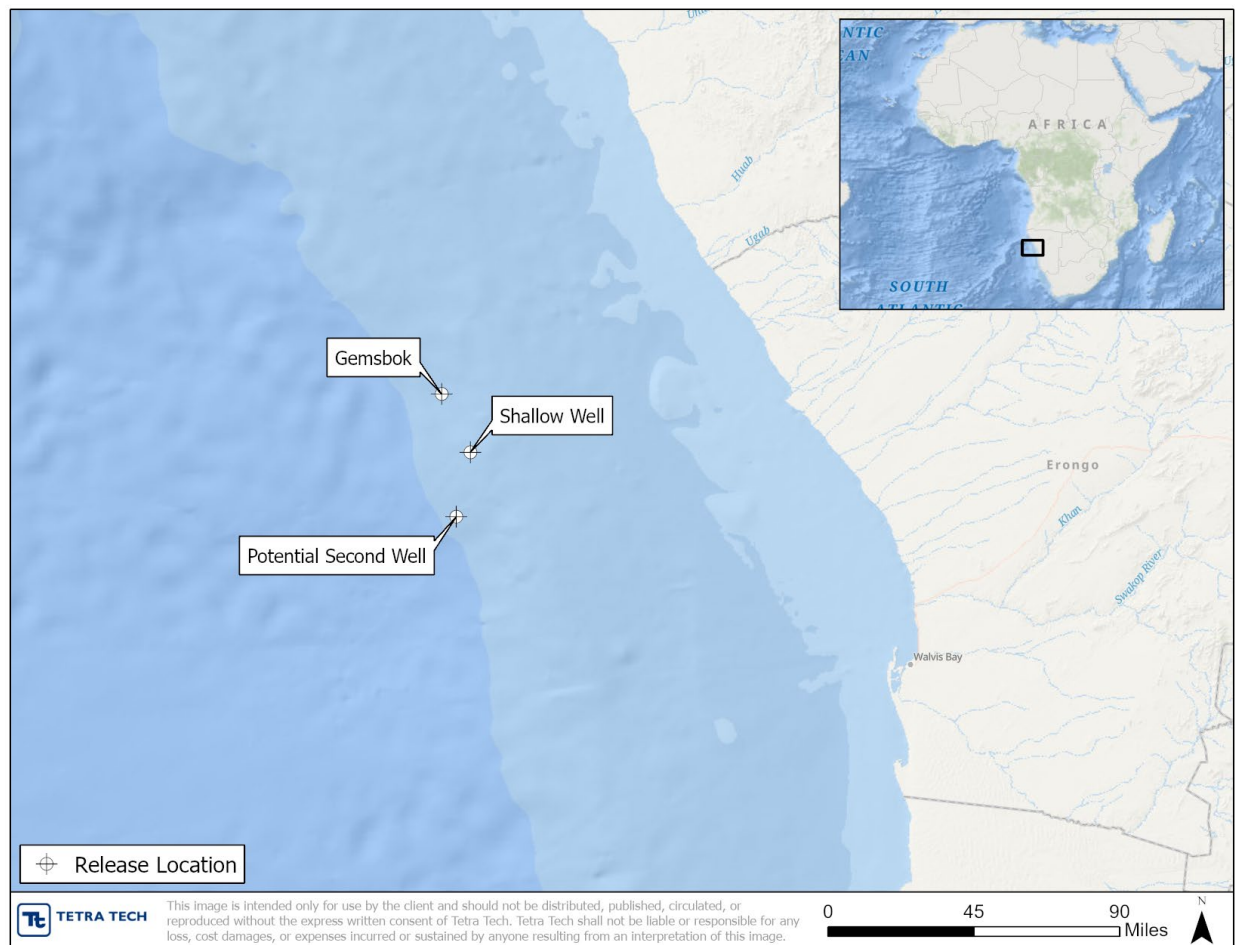 NTIC
AN
AFRICA
SOUTH
ATLANTIC
Huab
Ugab
Gemsbok
Shallow Well
Potential Second Well
Erongo
Khan
Swakop River
Walvis Bay
Release Location
TETRA TECH
This image is intended only for use by the client and should not be distributed, published, circulated, or
reproduced without the express written consent of Tetra Tech. Tetra Tech shall not be liable or responsible for any
loss, cost damages, or expenses incurred or sustained by anyone resulting from an interpretation of this image.
0 45 90
Miles
N